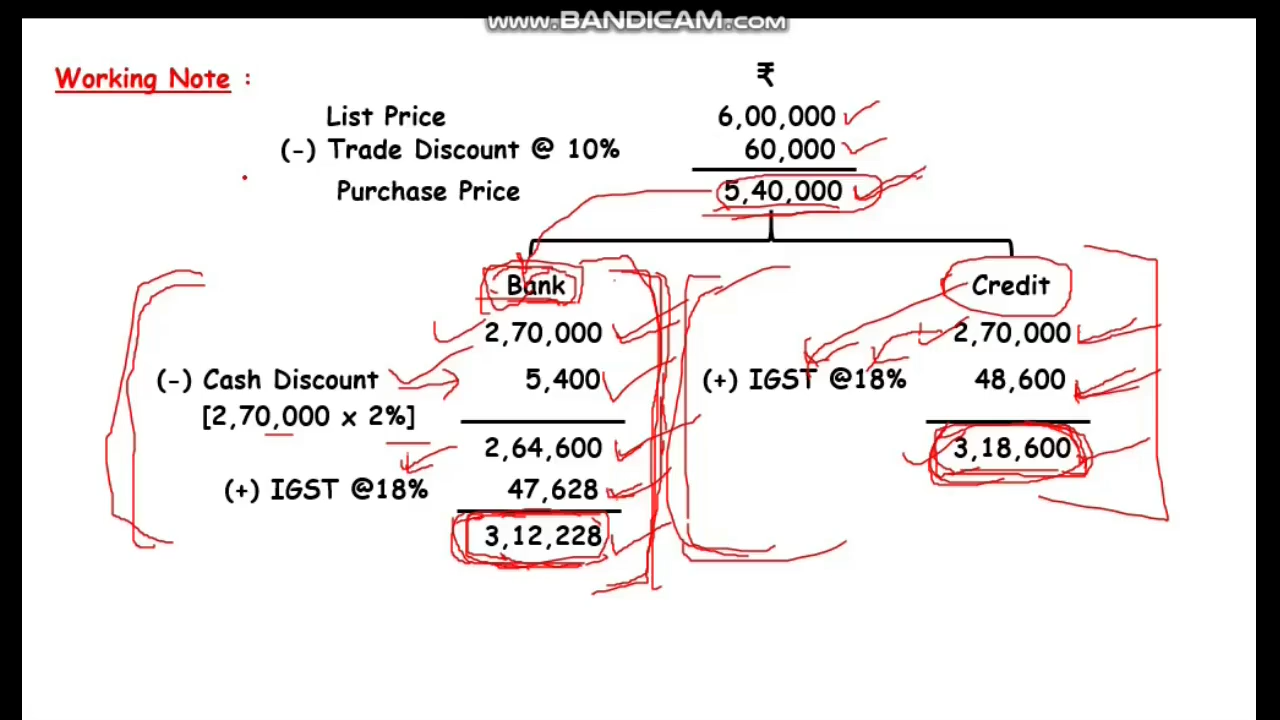 www.BANDICAM.com
Working Note :
₹
List Price 6,00,000
(-) Trade Discount @ 10% 60,000
Purchase Price 5,40,000
Bank Credit
2,70,000 2,70,000
(-) Cash Discount 5,400 (+) IGST @18% 48,600
[2,70,000 x 2%]
2,64,600 3,18,600
(+) IGST @18% 47,628
3,12,228